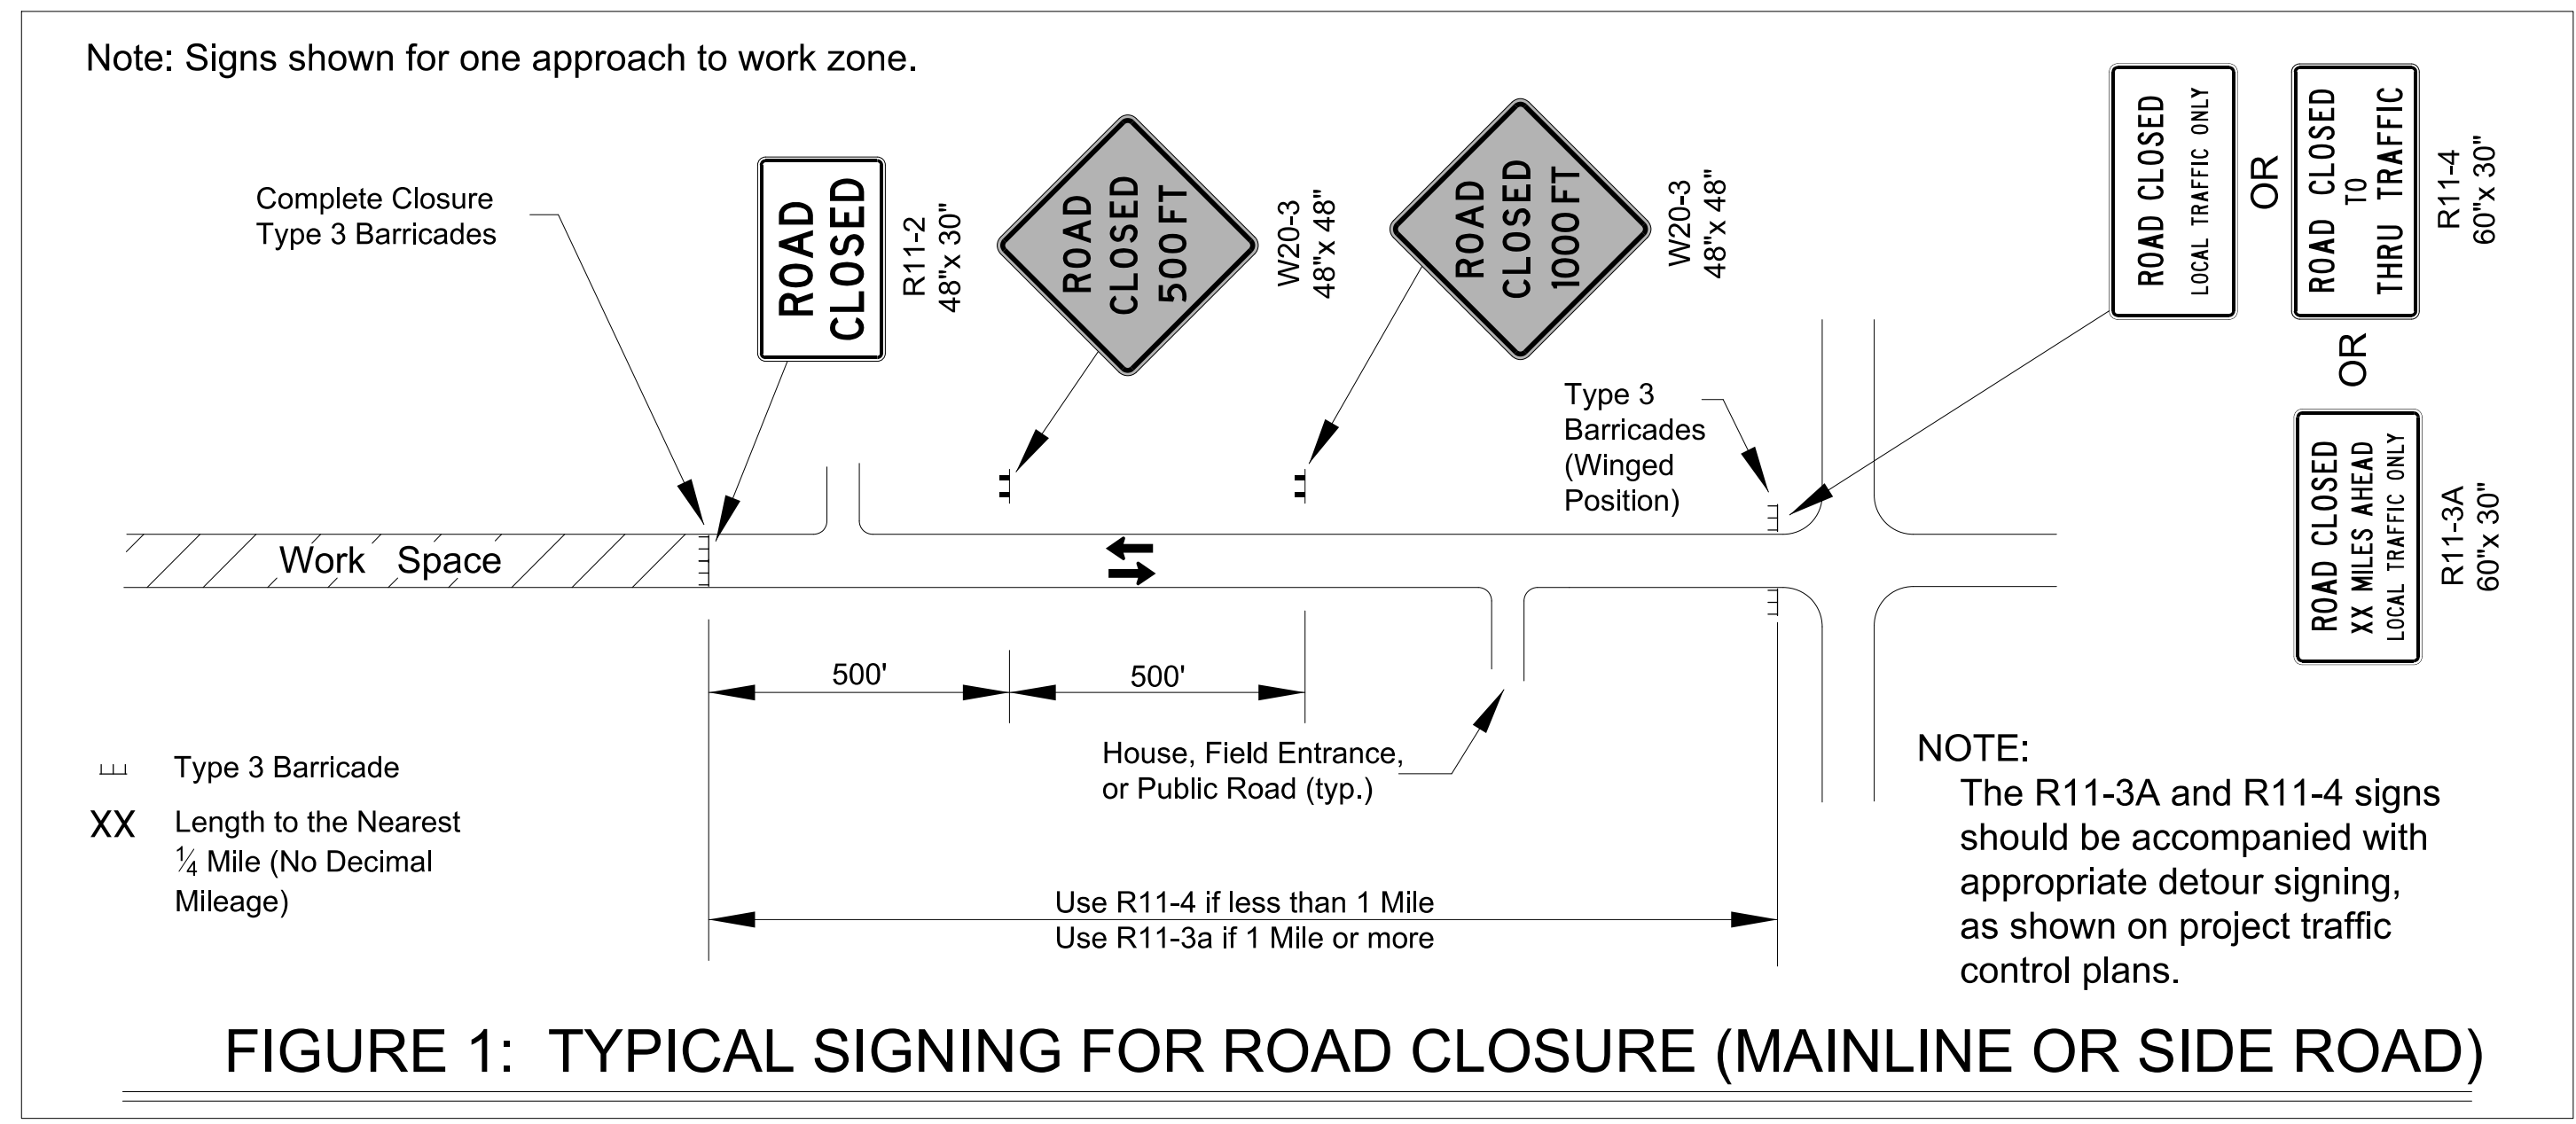 Note: Signs shown for one approach to work zone.
Complete Closure
Type 3 Barricades
ROAD
CLOSED
R11-2
48"x 30"
ROAD
CLOSED
500FT
W20-3
48"x 48"
ROAD
CLOSED
1000FT
W20-3
48"x 48"
Type 3
Barricades
(Winged
Position)
ROAD CLOSED
LOCAL TRAFFIC ONLY
OR
ROAD CLOSED
TO
THRU TRAFFIC
R11-4
60"x 30"
OR
ROAD CLOSED
XX MILES AHEAD
LOCAL TRAFFIC ONLY
R11-3A
60"x 30"
Work Space
500'
500'
House, Field Entrance,
or Public Road (typ.)
Type 3 Barricade
XX
Length to the Nearest
¼ Mile (No Decimal
Mileage)
Use R11-4 if less than 1 Mile
Use R11-3a if 1 Mile or more
NOTE:
The R11-3A and R11-4 signs
should be accompanied with
appropriate detour signing,
as shown on project traffic
control plans.
FIGURE 1: TYPICAL SIGNING FOR ROAD CLOSURE (MAINLINE OR SIDE ROAD)